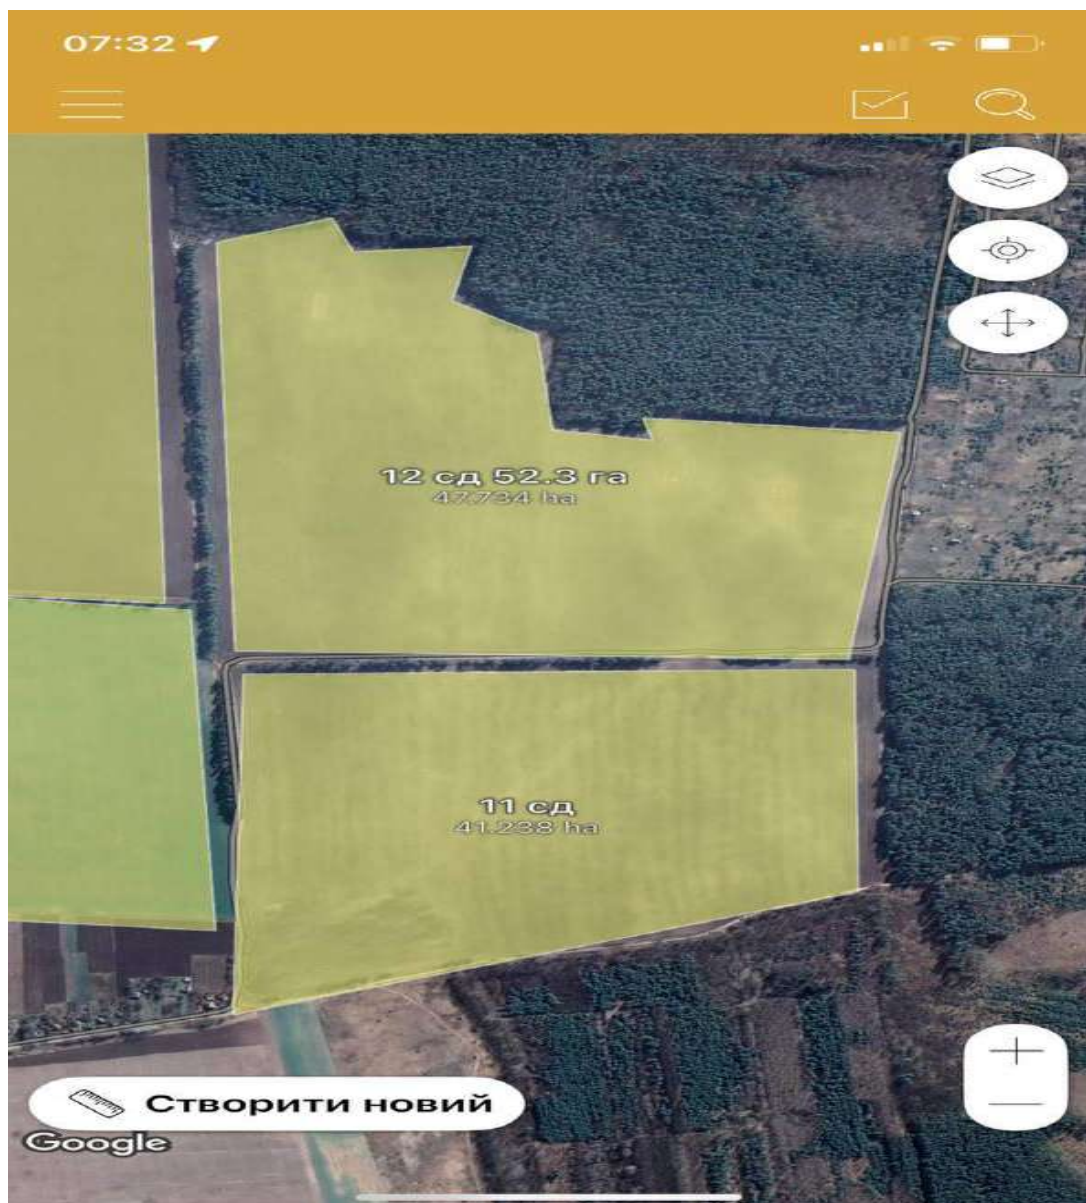 07:32
12 сд 52.3 га
47.734 ha
11 сд
41.238 ha
Створити новий
Google